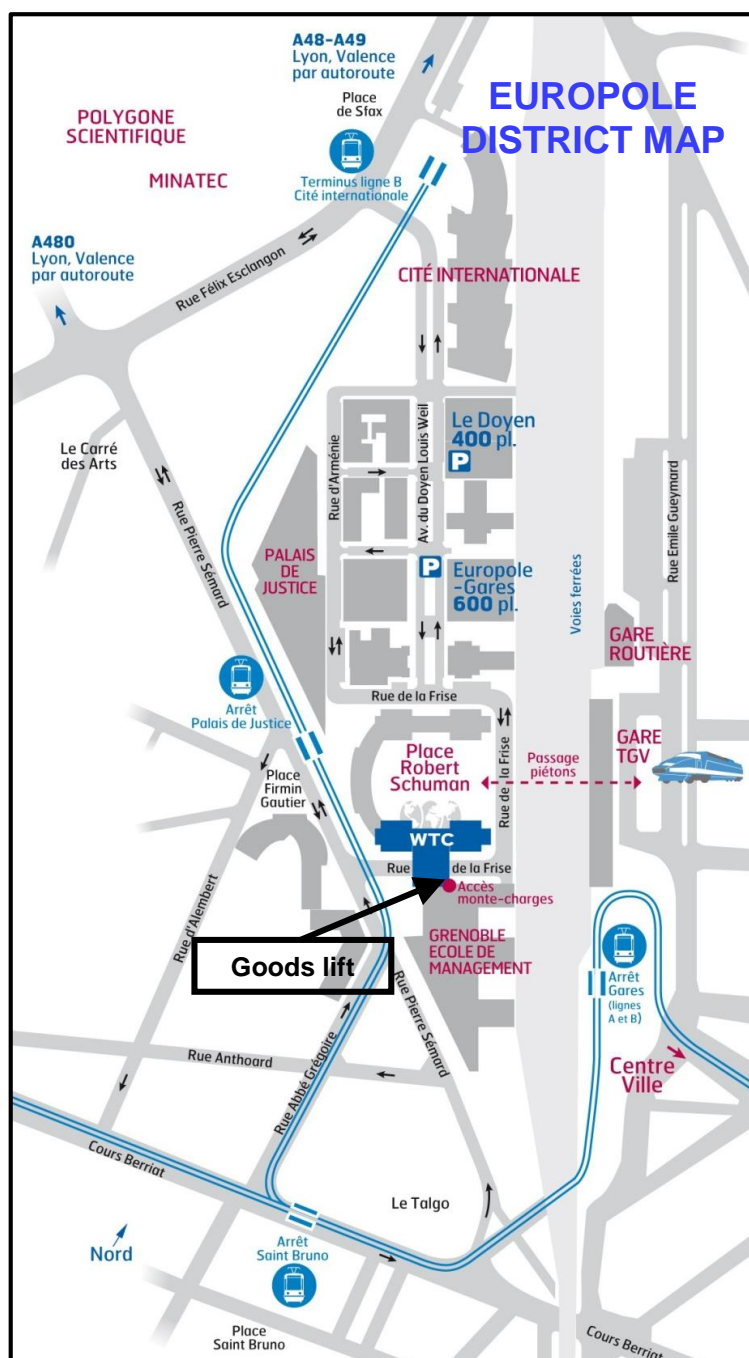 A48-A49
Lyon, Valence
par autoroute
EUROPOLE
DISTRICT MAP
Place
de Sfax
POLYGONE
SCIENTIFIQUE
MINATEC
Terminus ligne B
Cité internationale
A480
Lyon, Valence
par autoroute
Rue Félix Esclangon
CITÉ INTERNATIONALE
Le Carré
des Arts
Rue Pierre Sémard
Rue d'Arménie
Av. du Doyen Louis Weil
Le Doyen
400 pl.
P
Rue Emile Gueymard
PALAIS
DE
JUSTICE
P
Europole
-Gares
600 pl.
Voies ferrées
GARE
ROUTIÈRE
Arrêt
Palais de Justice
Rue de la Frise
Place
Robert
Schuman
Rue de la Frise
Passage
piétons
GARE
TGV
Place
Firmin
Gautier
WTC
Rue de la Frise
Accès
monte-charges
Rue d'Alembert
Goods lift
GRENOBLE
ECOLE DE
MANAGEMENT
Arrêt
Gares
(lignes
A et B)
Rue Pierre Sémard
Rue Anthoard
Rue Abbé Grégoire
Centre
Ville
Cours Berriat
Le Talgo
Nord
Arrêt
Saint Bruno
Place
Saint Bruno
Cours Berriat